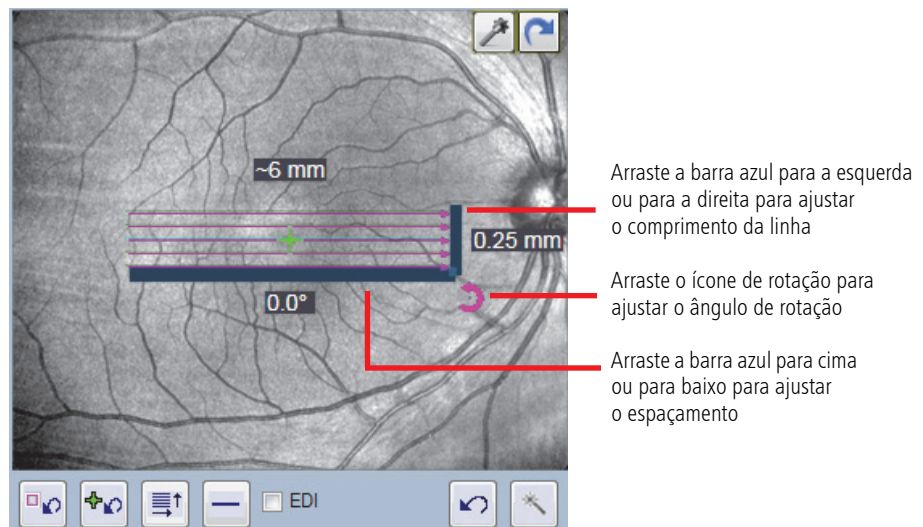 ~6 mm
0.25 mm
0.0°
EDI
Arraste a barra azul para a esquerda
ou para a direita para ajustar
o comprimento da linha
Arraste o ícone de rotação para
ajustar o ângulo de rotação
Arraste a barra azul para cima
ou para baixo para ajustar
o espaçamento